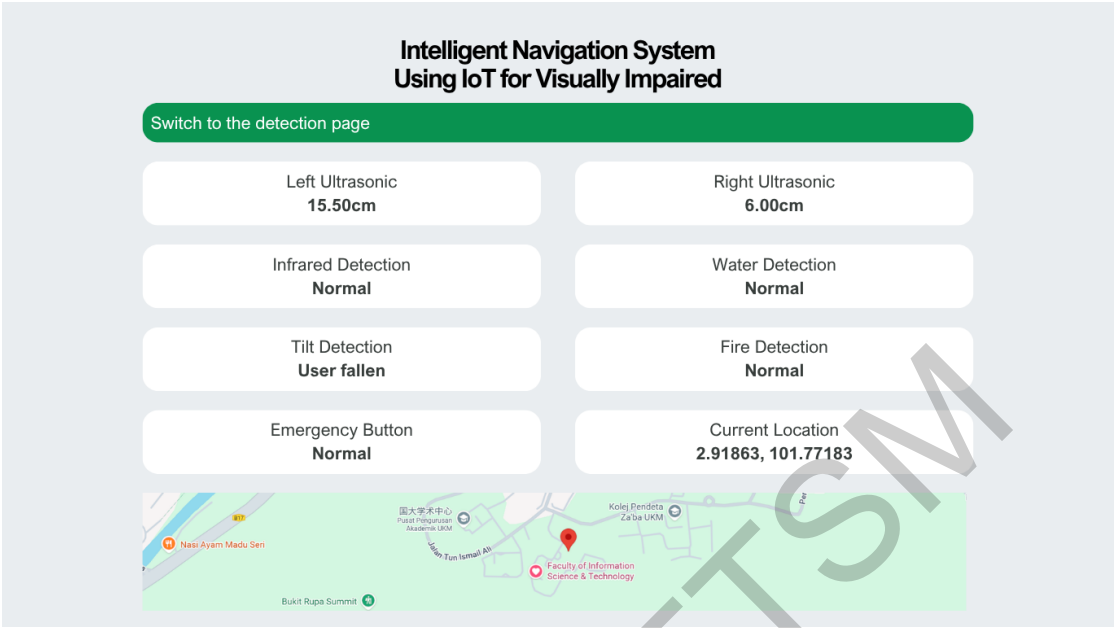 Intelligent Navigation System
Using IoT for Visually Impaired
Switch to the detection page
Left Ultrasonic
15.50cm
Right Ultrasonic
6.00cm
Infrared Detection
Normal
Water Detection
Normal
Tilt Detection
User fallen
Fire Detection
Normal
Emergency Button
Normal
Current Location
2.91863, 101.77183
B17
Nasi Ayam Madu Seri
国大学术中心
Pusat Pengurusan
Akademik UKM
Jalan Tun Ismail Ali
Kolej Pendeta
Za'ba UKM
Per
Faculty of Information
Science & Technology
Bukit Rupa Summit
TSM